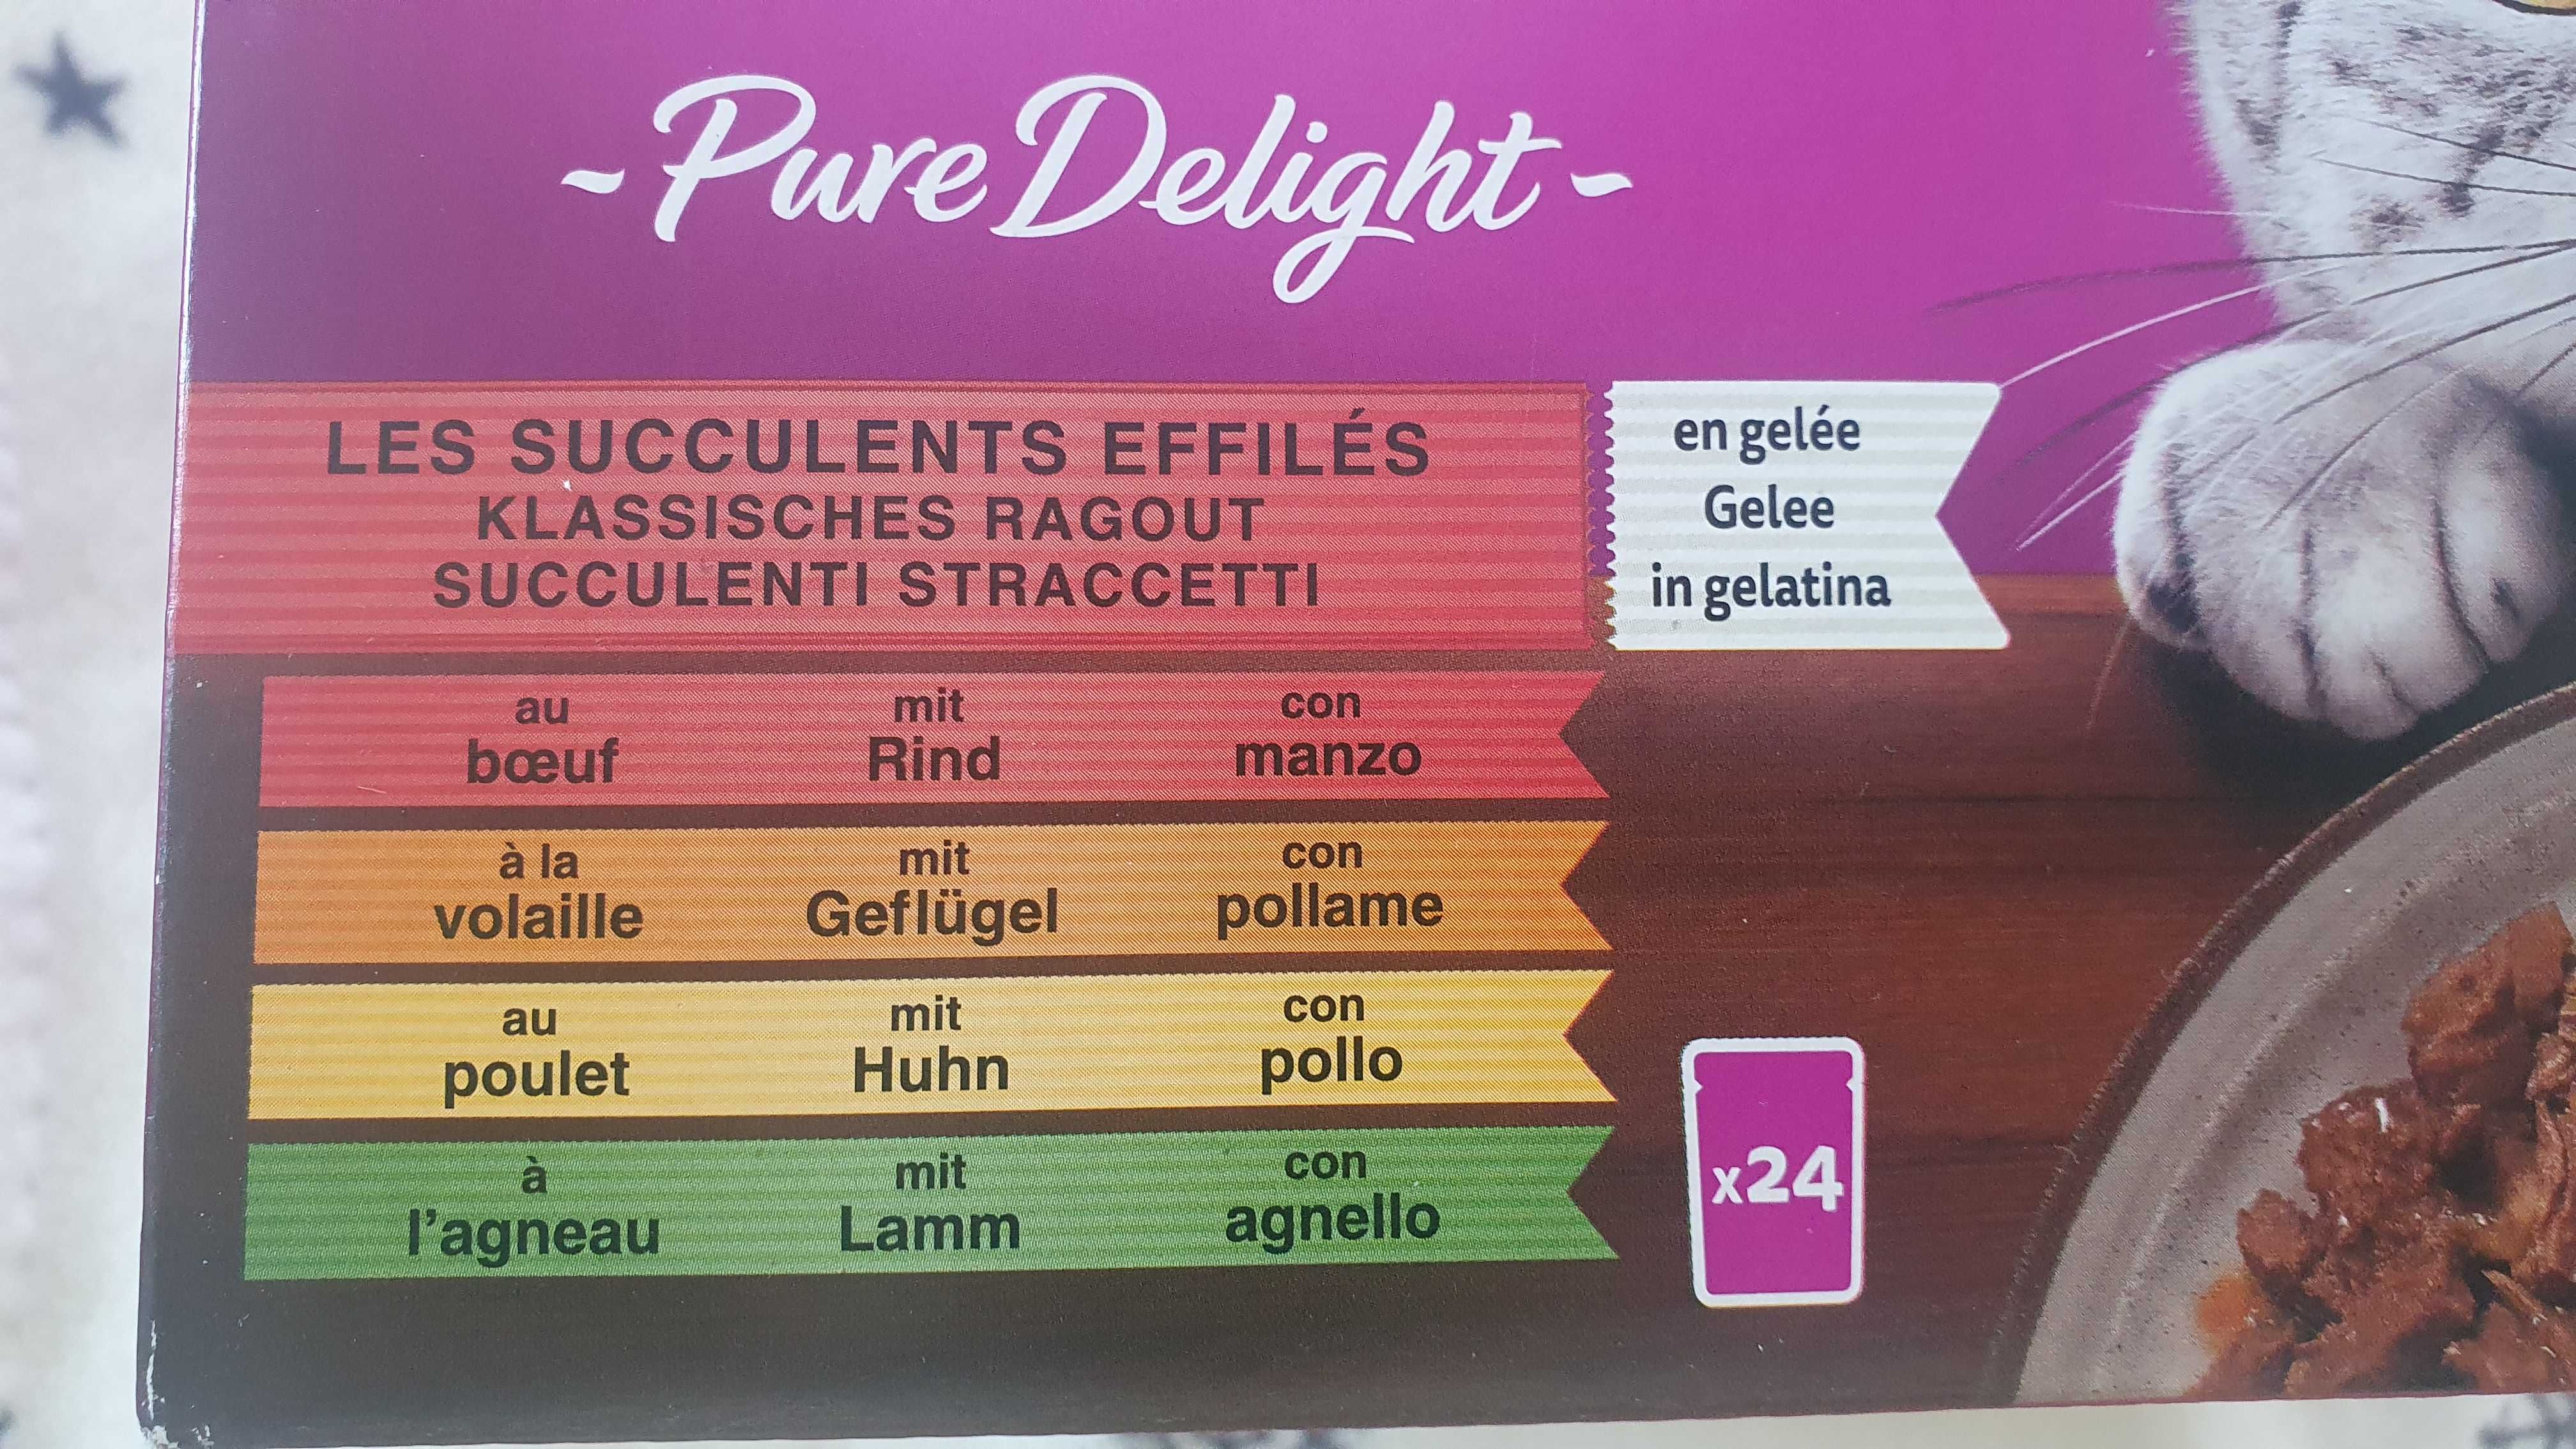 - Pure Delight -
LES SUCCULENTS EFFILÉS
KLASSISCHES RAGOUT
SUCCULENTI STRACCETTI
en gelée
Gelee
in gelatina
au mit con
bœuf Rind manzo
à la mit con
volaille Geflügel pollame
au mit con
poulet Huhn pollo
à mit con
l'agneau Lamm agnello
x24